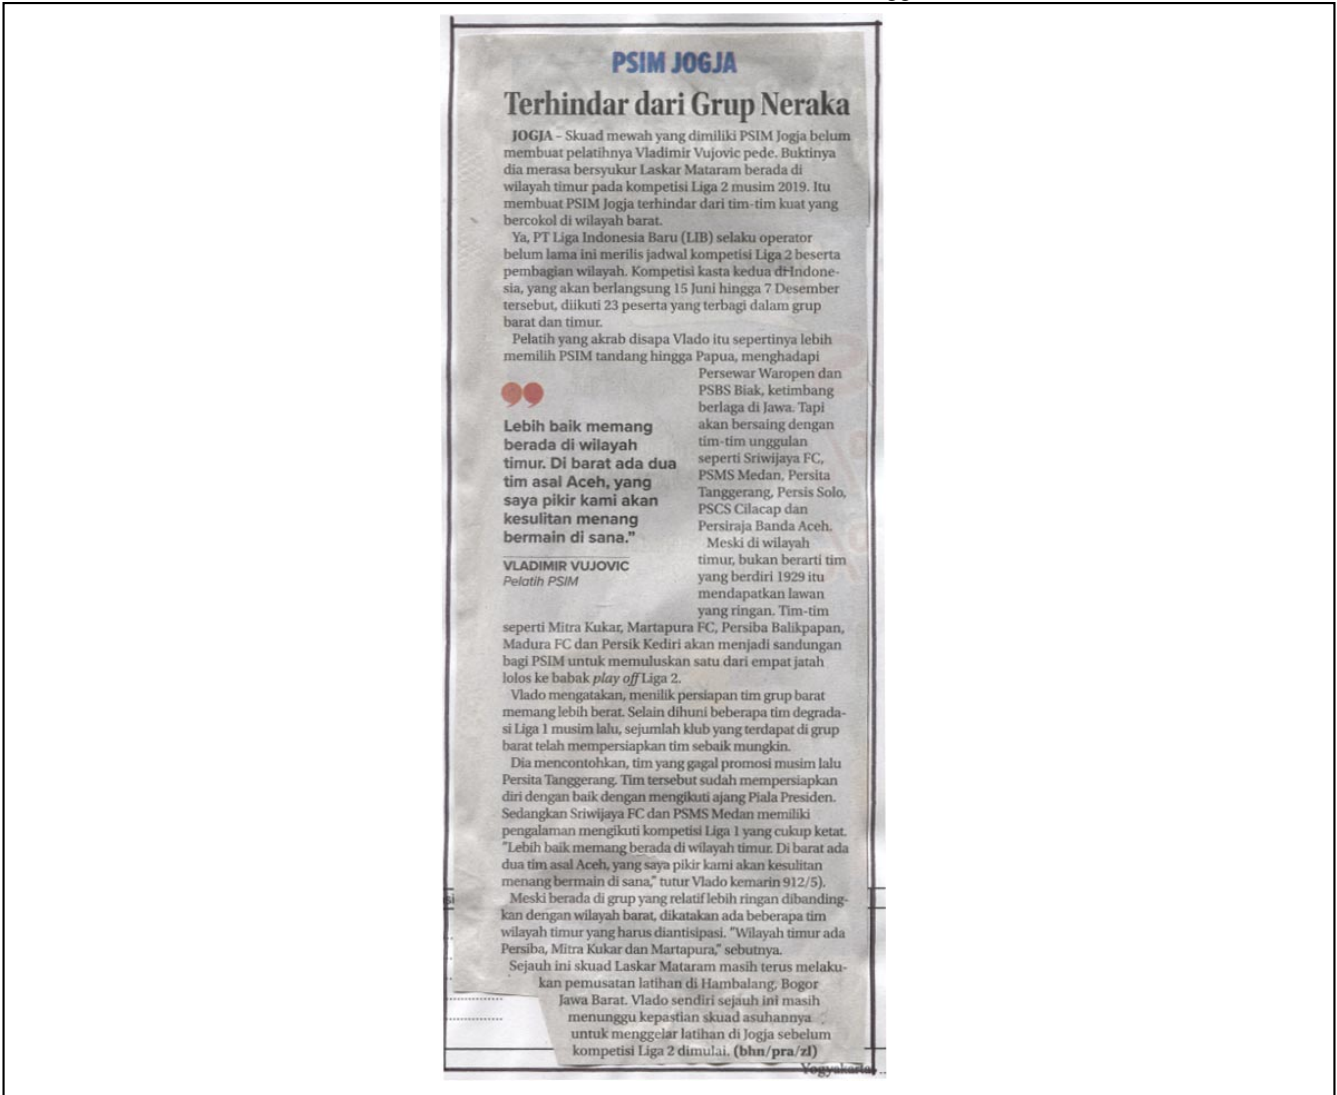 PSIM JOGJA
Terhindar dari Grup Neraka
JOGJA – Skuad mewah yang dimiliki PSIM Jogja belum
membuat pelatihnya Vladimir Vujovic pede. Buktinya
dia merasa bersyukur Laskar Mataram berada di
wilayah timur pada kompetisi Liga 2 musim 2019. Itu
membuat PSIM Jogja terhindar dari tim-tim kuat yang
bercokol di wilayah barat.
Ya, PT Liga Indonesia Baru (LIB) selaku operator
belum lama ini merilis jadwal kompetisi Liga 2 beserta
pembagian wilayah. Kompetisi kasta kedua di Indone-
sia, yang akan berlangsung 15 Juni hingga 7 Desember
tersebut, diikuti 23 peserta yang terbagi dalam grup
barat dan timur.
Pelatih yang akrab disapa Vlado itu sepertinya lebih
memilih PSIM tandang hingga Papua, menghadapi
Persewar Waropen dan
PSBS Biak, ketimbang
berlaga di Jawa. Tapi
akan bersaing dengan
tim-tim unggulan
seperti Sriwijaya FC,
PSMS Medan, Persita
Tanggerang, Persis Solo,
PSCS Cilacap dan
Persiraja Banda Aceh.
Meski di wilayah
timur, bukan berarti tim
yang berdiri 1929 itu
mendapatkan lawan
yang ringan. Tim-tim
”
Lebih baik memang
berada di wilayah
timur. Di barat ada dua
tim asal Aceh, yang
saya pikir kami akan
kesulitan menang
bermain di sana.”
VLADIMIR VUJOVIC
Pelatih PSIM
seperti Mitra Kukar, Martapura FC, Persiba Balikpapan,
Madura FC dan Persik Kediri akan menjadi sandungan
bagi PSIM untuk memuluskan satu dari empat jatah
lolos ke babak play off Liga 2.
Vlado mengatakan, menilik persiapan tim grup barat
memang lebih berat. Selain dihuni beberapa tim degrada-
si Liga 1 musim lalu, sejumlah klub yang terdapat di grup
barat telah mempersiapkan tim sebaik mungkin.
Dia mencontohkan, tim yang gagal promosi musim lalu
Persita Tanggerang. Tim tersebut sudah mempersiapkan
diri dengan baik dengan mengikuti ajang Piala Presiden.
Sedangkan Sriwijaya FC dan PSMS Medan memiliki
pengalaman mengikuti kompetisi Liga 1 yang cukup ketat.
"Lebih baik memang berada di wilayah timur. Di barat ada
dua tim asal Aceh, yang saya pikir kami akan kesulitan
menang bermain di sana," tutur Vlado kemarin 912/5).
Meski berada di grup yang relatif lebih ringan dibanding-
kan dengan wilayah barat, dikatakan ada beberapa tim
wilayah timur yang harus diantisipasi. "Wilayah timur ada
Persiba, Mitra Kukar dan Martapura," sebutnya.
Sejauh ini skuad Laskar Mataram masih terus melaku-
kan pemusatan latihan di Hambalang, Bogor
Jawa Barat. Vlado sendiri sejauh ini masih
menunggu kepastian skuad asuhannya
untuk menggelar latihan di Jogja sebelum
kompetisi Liga 2 dimulai. (bhn/pra/zl)
Yogyakarta,